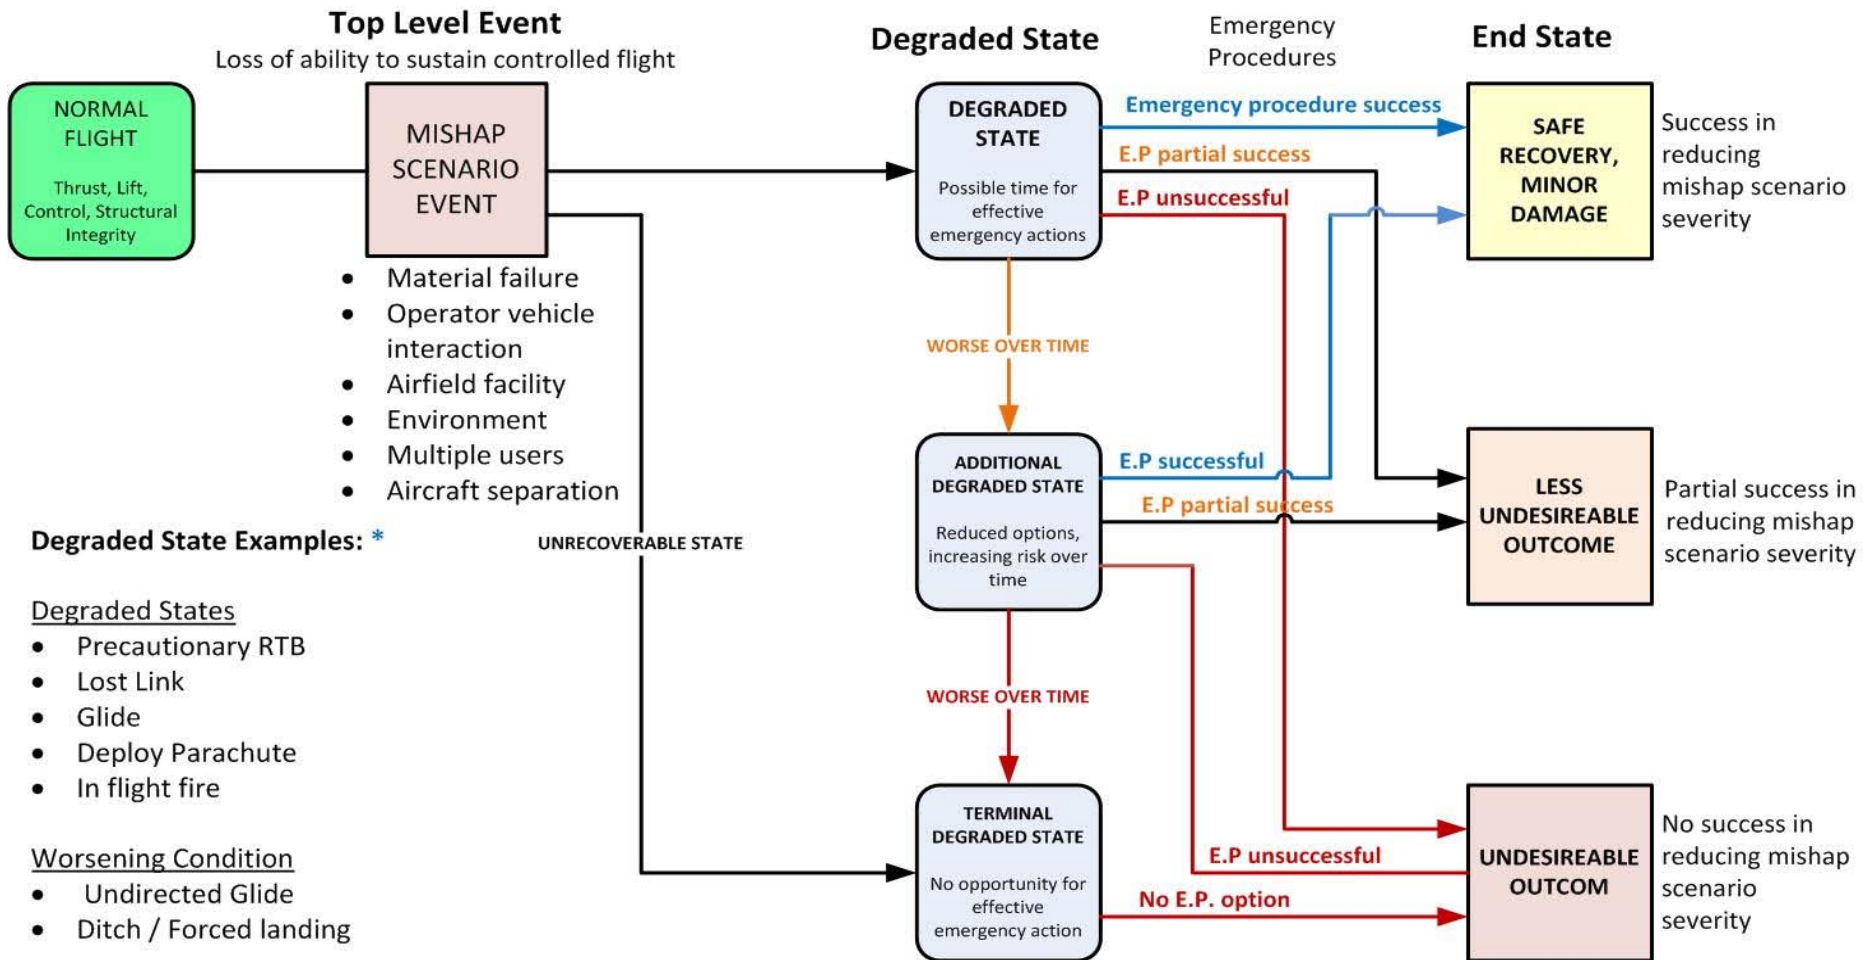 Top Level Event
Loss of ability to sustain controlled flight
Degraded State
Emergency
Procedures
End State
NORMAL
FLIGHT
Thrust, Lift,
Control, Structural
Integrity
MISHAP
SCENARIO
EVENT
• Material failure
• Operator vehicle
interaction
• Airfield facility
• Environment
• Multiple users
• Aircraft separation
UNRECOVERABLE STATE
DEGRADED
STATE
Possible time for
effective
emergency actions
Emergency procedure success
E.P partial success
E.P unsuccessful
SAFE
RECOVERY,
MINOR
DAMAGE
Success in
reducing
mishap scenario
severity
WORSE OVER TIME
ADDITIONAL
DEGRADED STATE
Reduced options,
increasing risk over
time
E.P successful
E.P partial success
LESS
UNDESIREABLE
OUTCOME
Partial success in
reducing mishap
scenario severity
WORSE OVER TIME
TERMINAL
DEGRADED STATE
No opportunity for
effective
emergency action
E.P unsuccessful
No E.P. option
UNDESIREABLE
OUTCOM
No success in
reducing mishap
scenario
severity
Degraded State Examples: *
Degraded States
• Precautionary RTB
• Lost Link
• Glide
• Deploy Parachute
• In flight fire
Worsening Condition
• Undirected Glide
• Ditch / Forced landing